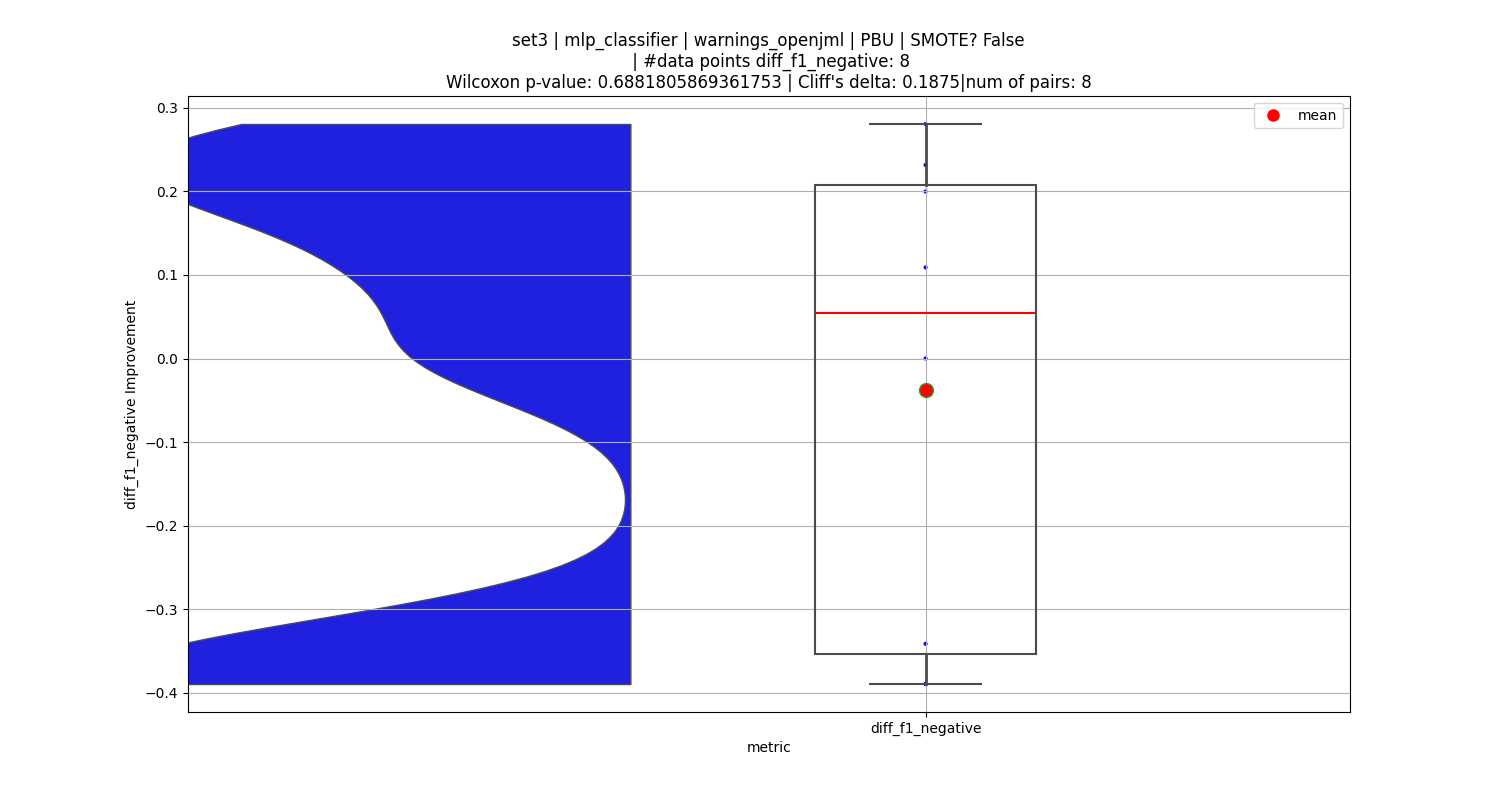 set3 | mlp_classifier | warnings_openjml | PBU | SMOTE? False
| #data points diff_f1_negative: 8
Wilcoxon p-value: 0.6881805869361753 | Cliff's delta: 0.1875|num of pairs: 8
mean
0.3
0.2
0.1
0.0
−0.1
−0.2
−0.3
−0.4
diff_f1_negative Improvement
diff_f1_negative
metric